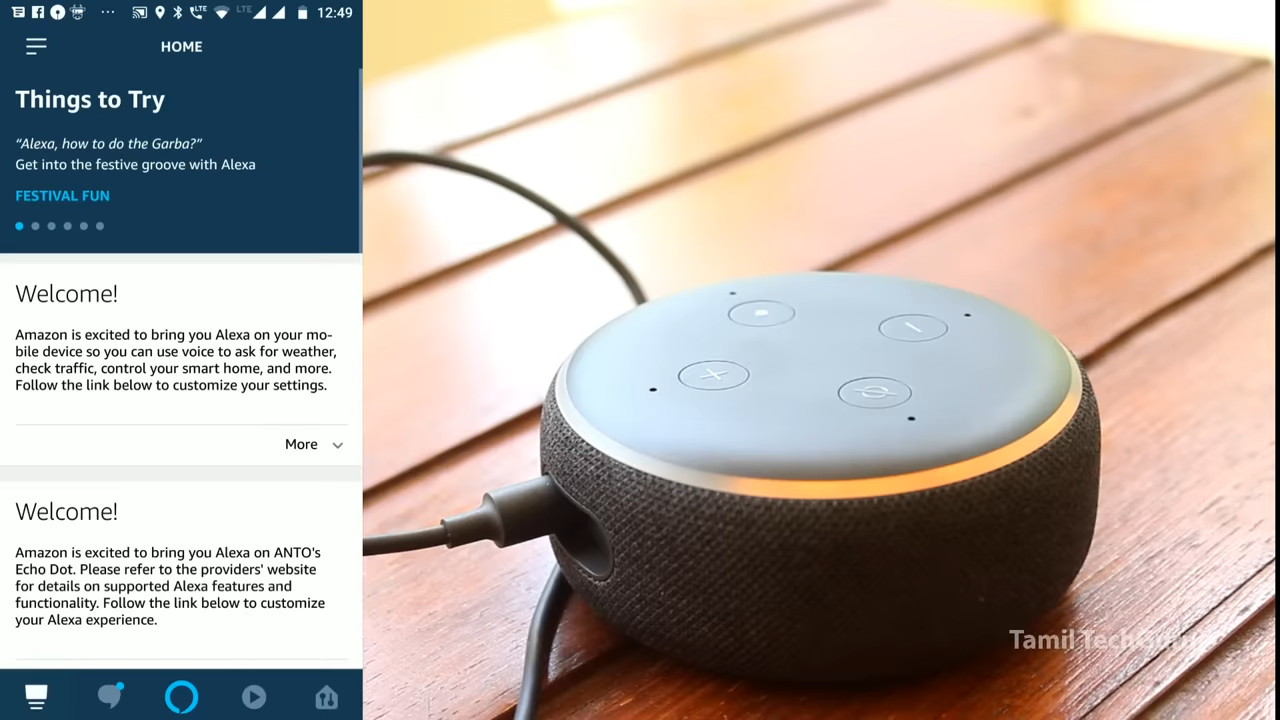 LTE
LTE
12:49
HOME
Things to Try
“Alexa, how to do the Garba?”
Get into the festive groove with Alexa
FESTIVAL FUN
Welcome!
Amazon is excited to bring you Alexa on your mo-
bile device so you can use voice to ask for weather,
check traffic, control your smart home, and more.
Follow the link below to customize your settings.
More
Welcome!
Amazon is excited to bring you Alexa on ANTO's
Echo Dot. Please refer to the providers' website
for details on supported Alexa features and
functionality. Follow the link below to customize
your Alexa experience.
Tamil